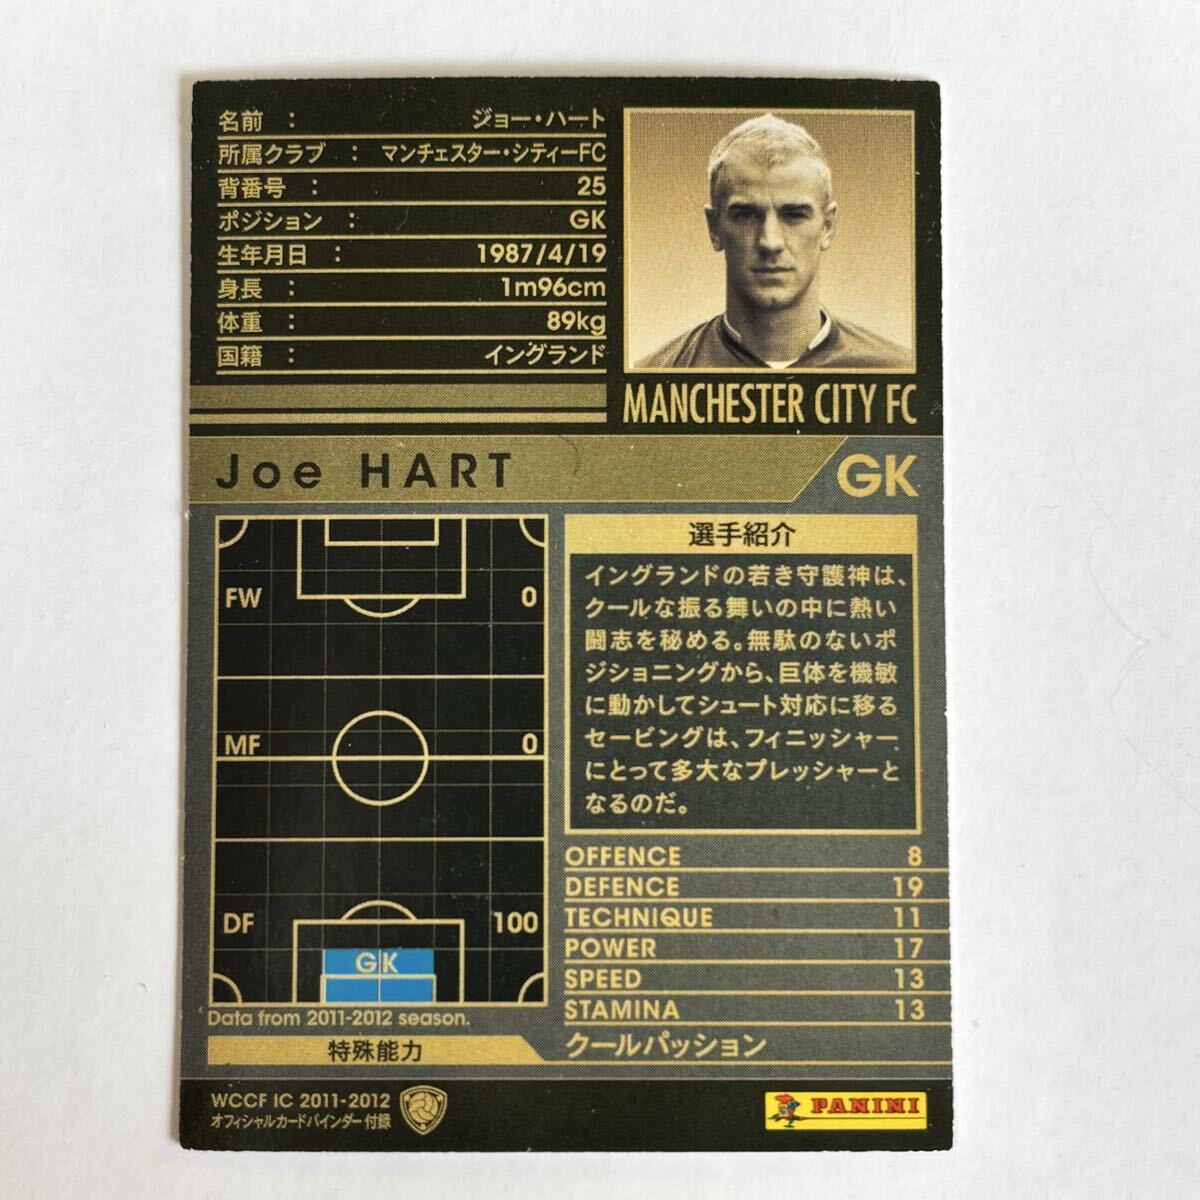 名前 : ジョー・ハート
所属クラブ : マンチェスター・シティーFC
背番号 : 25
ポジション : GK
生年月日 : 1987/4/19
身長 : 1m96cm
体重 : 89kg
国籍 : イングランド
MANCHESTER CITY FC
Joe HART
GK
FW 0
MF 0
DF 100
GK
Data from 2011-2012 season.
選手紹介
イングランドの若き守護神は、
クールな振る舞いの中に熱い
闘志を秘める。無駄のないポ
ジショニングから、巨体を機敏
に動かしてシュート対応に移る
セービングは、フィニッシャー
にとって多大なプレッシャーと
なるのだ。
OFFENCE 8
DEFENCE 19
TECHNIQUE 11
POWER 17
SPEED 13
STAMINA 13
特殊能力
クールパッション
WCCF IC 2011-2012
オフィシャルカードバインダー付録
PANINI